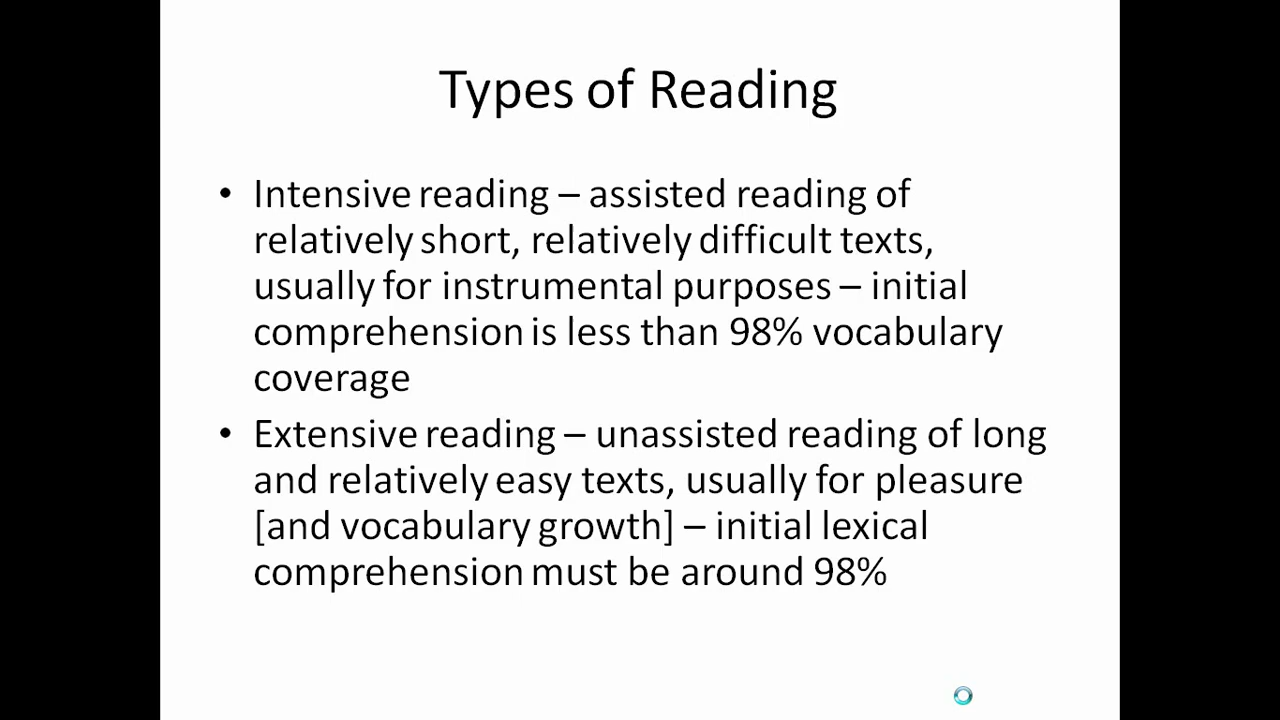 Types of Reading
• Intensive reading – assisted reading of
relatively short, relatively difficult texts,
usually for instrumental purposes – initial
comprehension is less than 98% vocabulary
coverage
• Extensive reading – unassisted reading of long
and relatively easy texts, usually for pleasure
[and vocabulary growth] – initial lexical
comprehension must be around 98%